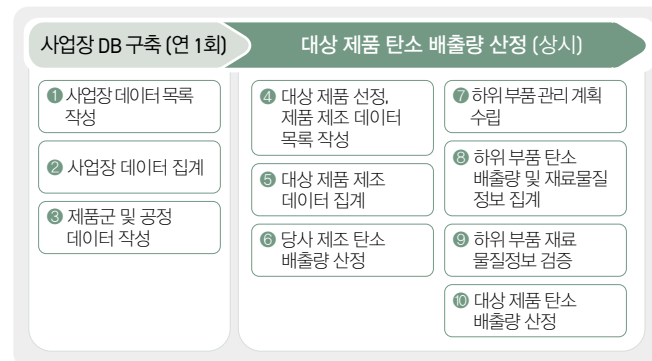 사업장 DB 구축 (연 1회)
대상 제품 탄소 배출량 산정 (상시)
❶ 사업장 데이터 목록
작성
❷ 사업장 데이터 집계
❸ 제품군 및 공정
데이터 작성
❹ 대상 제품 선정,
제품 제조 데이터
목록 작성
❺ 대상 제품 제조
데이터 집계
❻ 당사 제조 탄소
배출량 산정
❼ 하위 부품 관리 계획
수립
❽ 하위 부품 탄소
배출량 및 재료물질
정보 집계
❾ 하위 부품 재료
물질정보 검증
❿ 대상 제품 탄소
배출량 산정